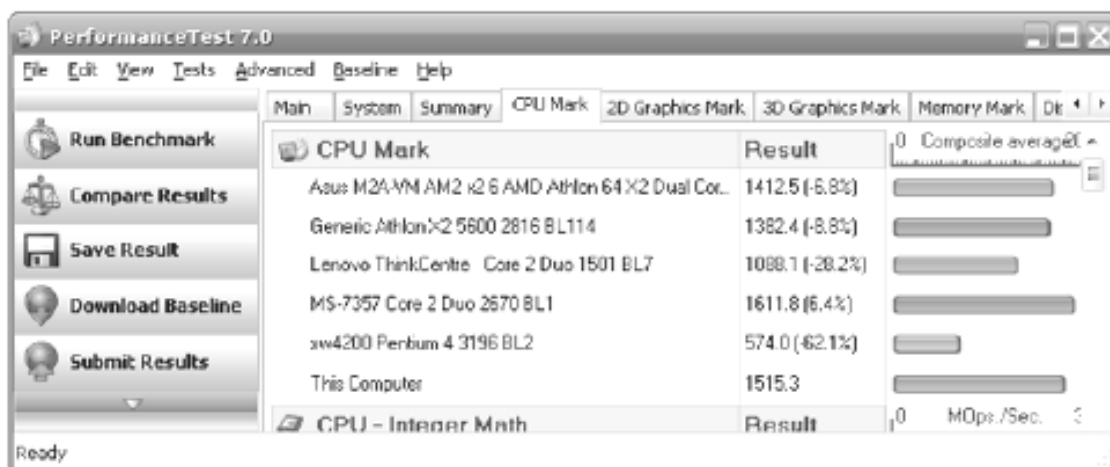 PerformanceTest 7.0
File Edit View Tests Advanced Baseline Help
Main System Summary CPU Mark 2D Graphics Mark 3D Graphics Mark Memory Mark
Run Benchmark
Compare Results
Save Result
Download Baseline
Submit Results
CPU Mark Result 0 Composite average
Asus M2A-VM AM2 x2 6 AMD Athlon 64 X2 Dual Cor... 1412.5 (-6.8%)
Generic Athlon X2 5600 2816 BL114 1382.4 (-8.8%)
Lenovo ThinkCentre Core 2 Duo 1501 BL7 1088.1 (-28.2%)
MS-7357 Core 2 Duo 2670 BL1 1611.8 (6.4%)
xw4200 Pentium 4 3196 BL2 574.0 (-62.1%)
This Computer 1515.3
CPU - Integer Math Result 0 MOps./Sec.
Ready